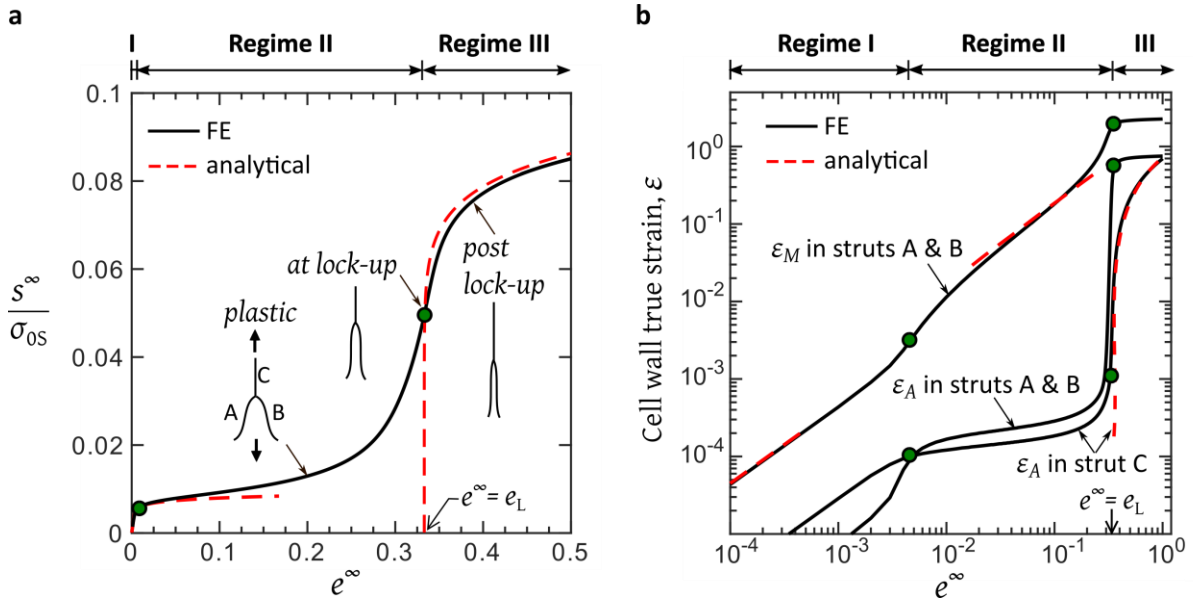 a
I
Regime II
Regime III
0.1
0.08
0.06
0.04
0.02
0
s∞
σ0S
FE
analytical
at lock-up
post
lock-up
plastic
C
A
B
e∞= eL
0
0.1
0.2
0.3
0.4
0.5
e∞
b
Regime I
Regime II
III
Cell wall true strain, ε
10^0
10^-1
10^-2
10^-3
10^-4
FE
analytical
εM in struts A & B
εA in struts A & B
εA in strut C
e∞= eL
10^-4
10^-3
10^-2
10^-1
10^0
e∞